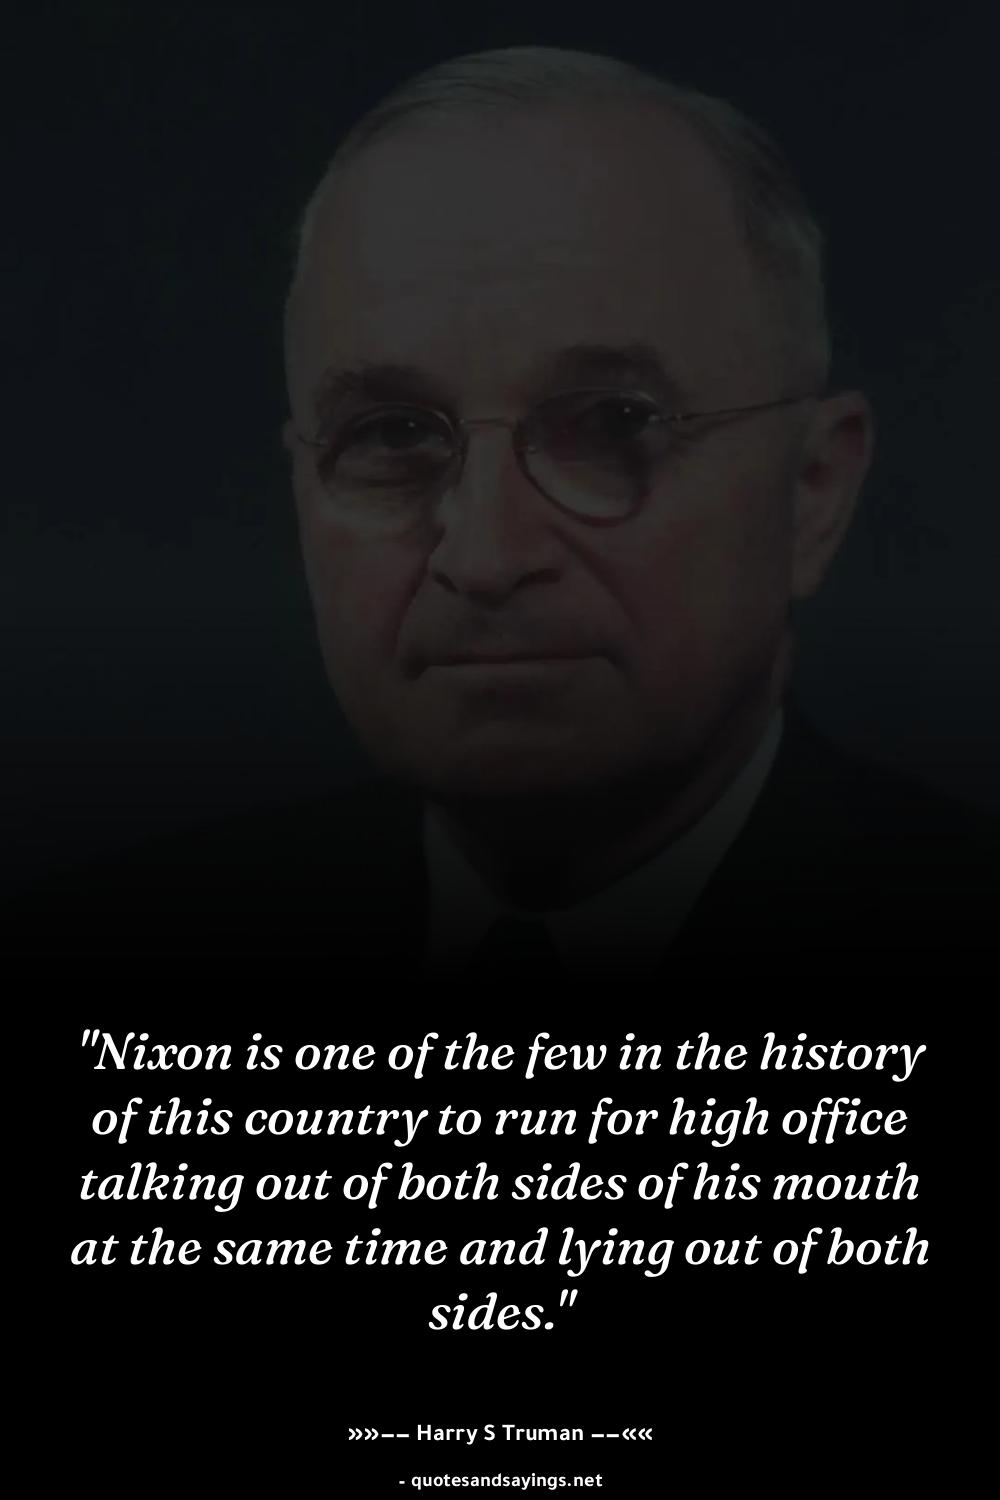 "Nixon is one of the few in the history
of this country to run for high office
talking out of both sides of his mouth
at the same time and lying out of both
sides."
»»–– Harry S Truman ––««
- quotesandsayings.net